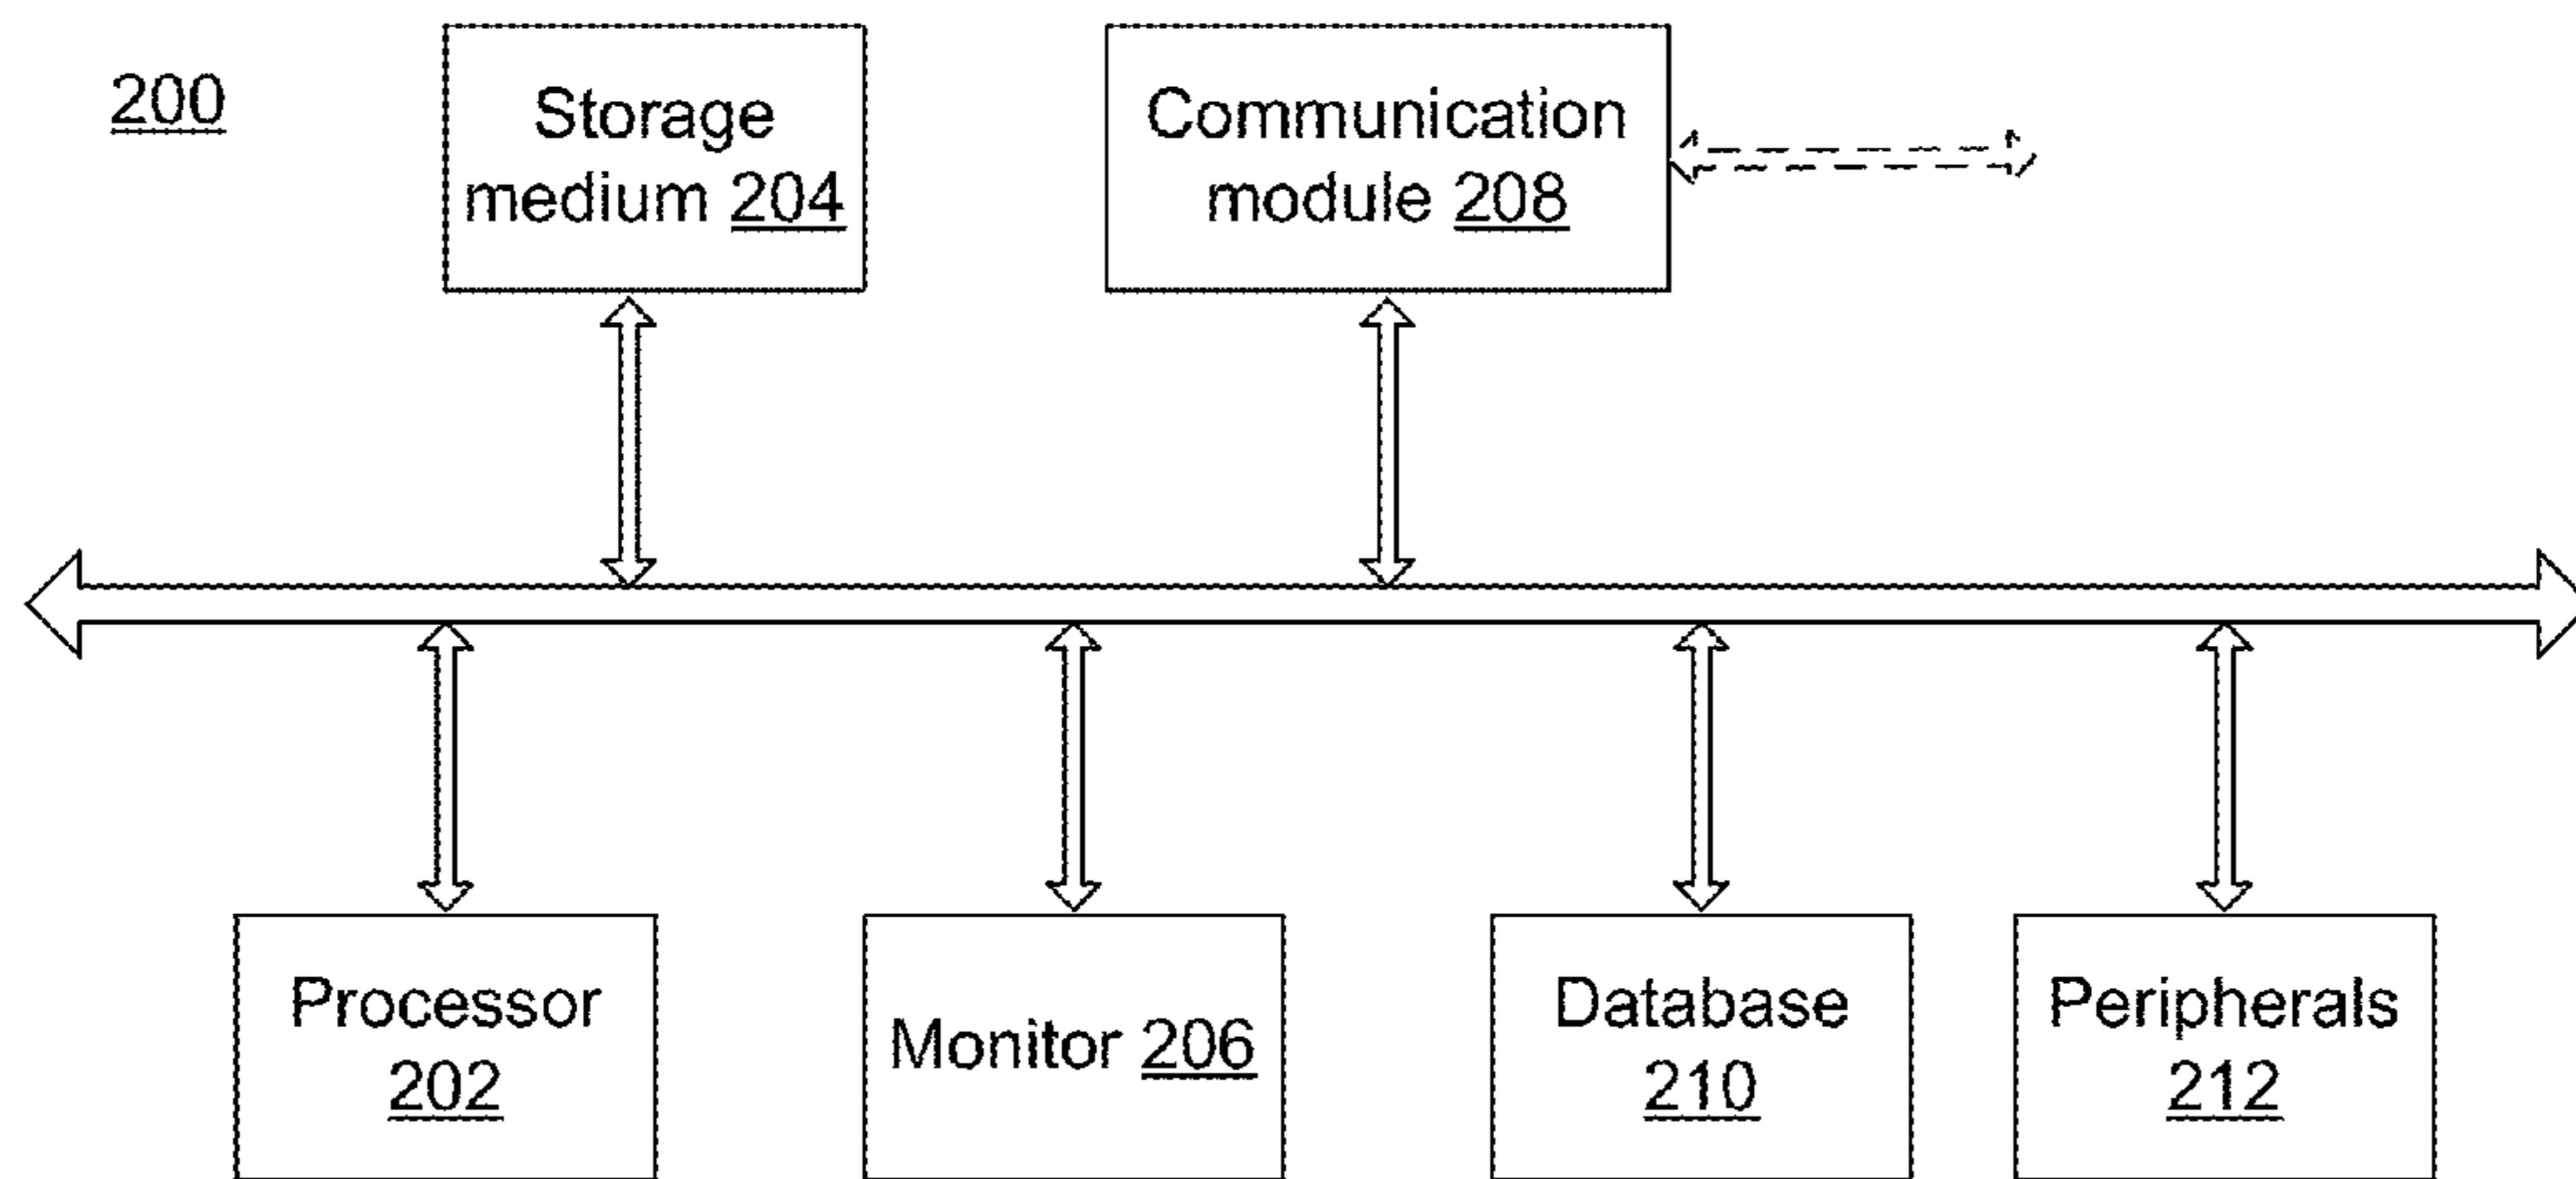 200
Storage
medium 204
Communication
module 208
Processor
202
Monitor 206
Database
210
Peripherals
212